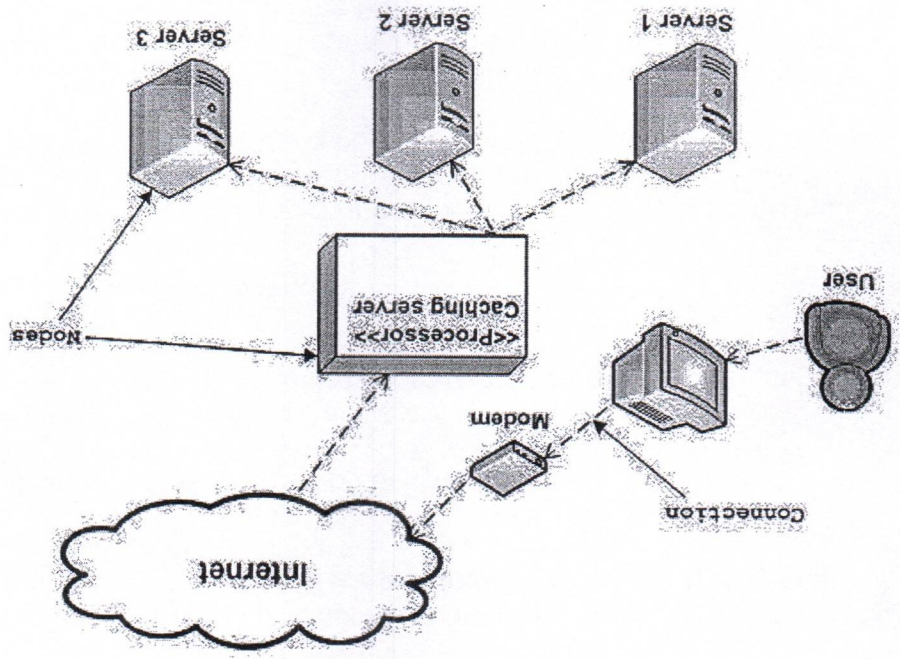 Internet
Connection
Modem
Nodes
<<Processor>>
Caching server
User
Server 1
Server 2
Server 3